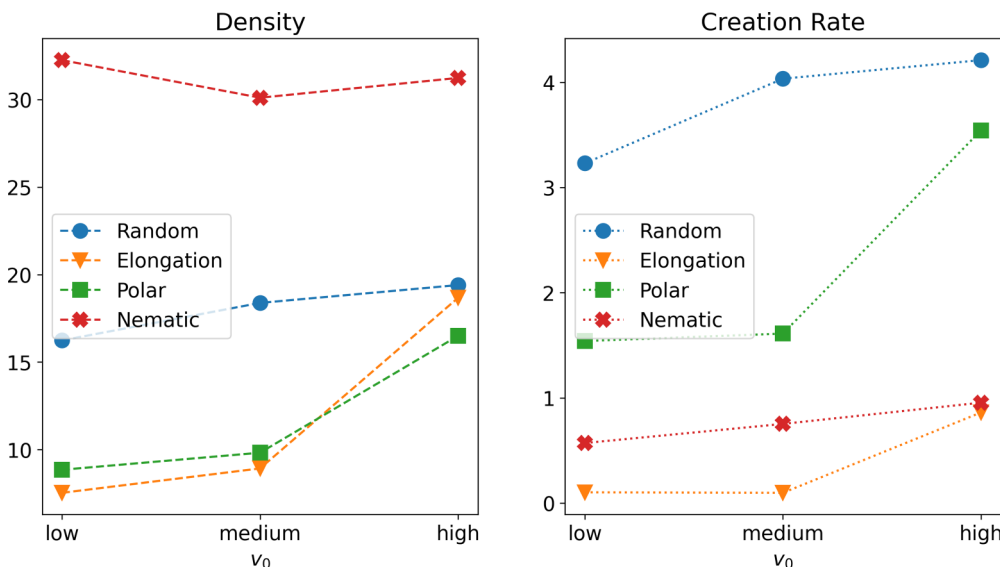 Density
30
25
20
15
10
Random
Elongation
Polar
Nematic
low
medium
high
v₀
Creation Rate
4
3
2
1
0
Random
Elongation
Polar
Nematic
low
medium
high
v₀